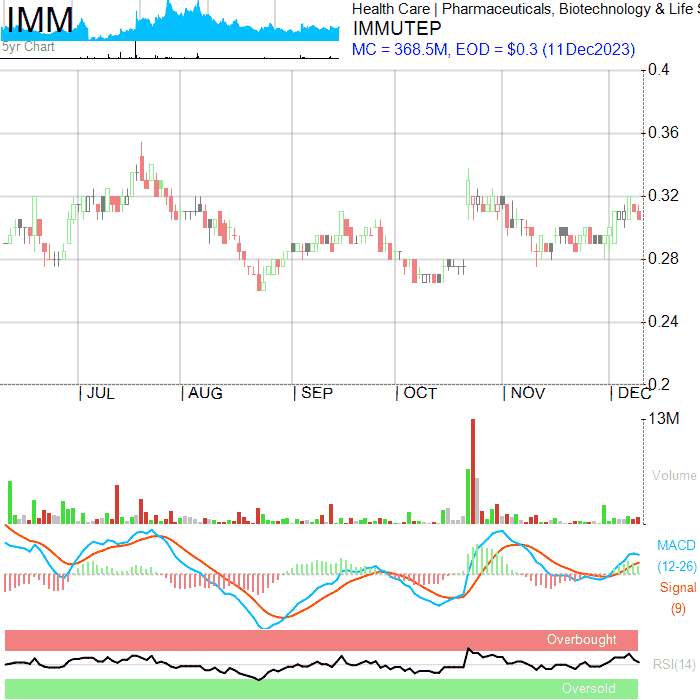 IMM
5yr Chart
Health Care | Pharmaceuticals, Biotechnology & Life S
IMMUTEP
MC = 368.5M, EOD = $0.3 (11Dec2023)
0.4
0.36
0.32
0.28
0.24
0.2
JUL AUG SEP OCT NOV DEC
13M
Volume
MACD
(12-26)
Signal
(9)
Overbought
RSI(14)
Oversold